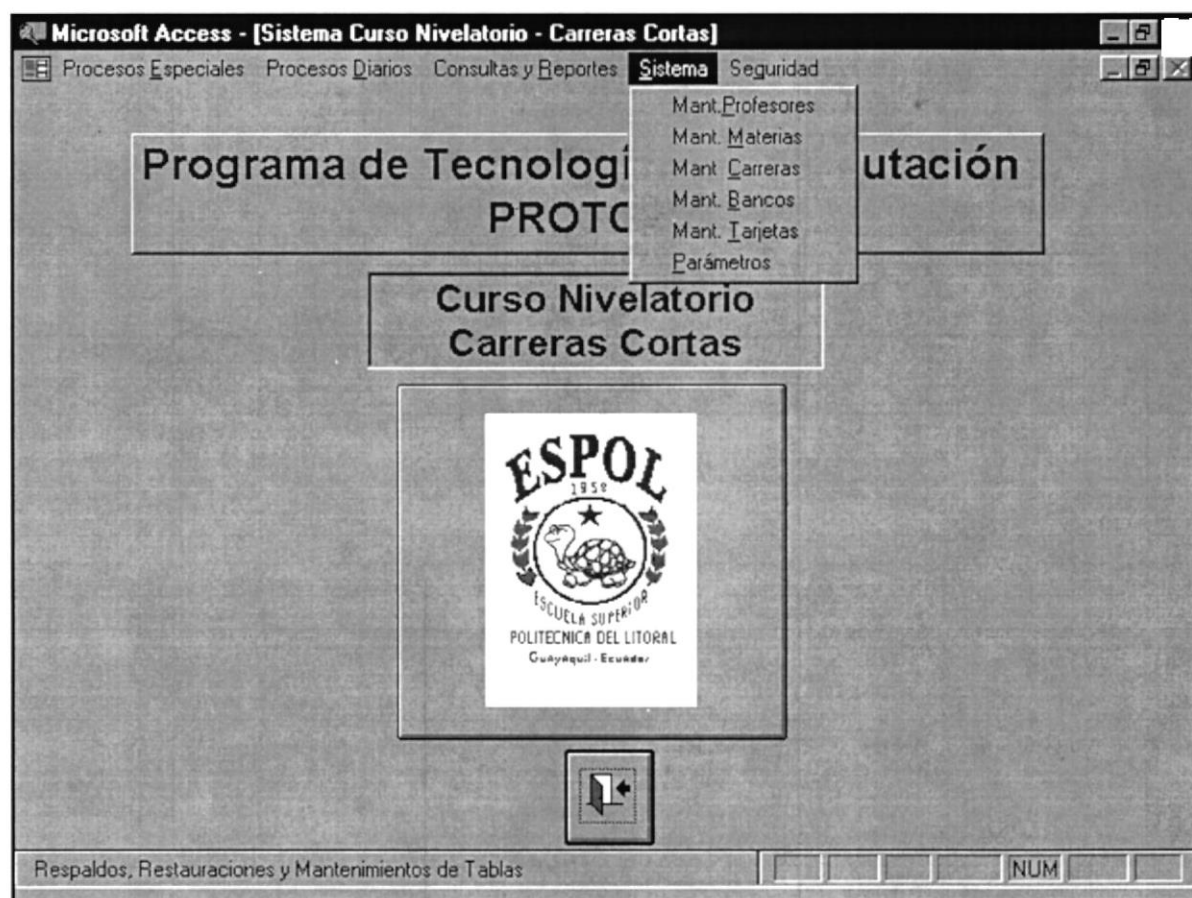 Microsoft Access - [Sistema Curso Nivelatorio - Carreras Cortas]
Procesos Especiales Procesos Diarios Consultas y Reportes Sistema Seguridad
Mant.Profesores
Mant. Materias
Mant Carreras
Mant. Bancos
Mant. Tarjetas
Parámetros
Programa de Tecnologí utación
PROTC
Curso Nivelatorio
Carreras Cortas
ESPOL
1958
ESCUELA SUPERIOR
POLITECNICA DEL LITORAL
Guayaquil - Ecuador
Respaldos, Restauraciones y Mantenimientos de Tablas
NUM